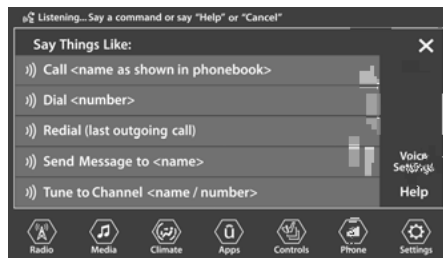 Listening... Say a command or say "Help" or "Cancel"
Say Things Like:
Call <name as shown in phonebook>
Dial <number>
Redial (last outgoing call)
Send Message to <name>
Voice
Tune to Channel <name / number>
Help
Radio
Media
Climate
Apps
Controls
Phone
Settings